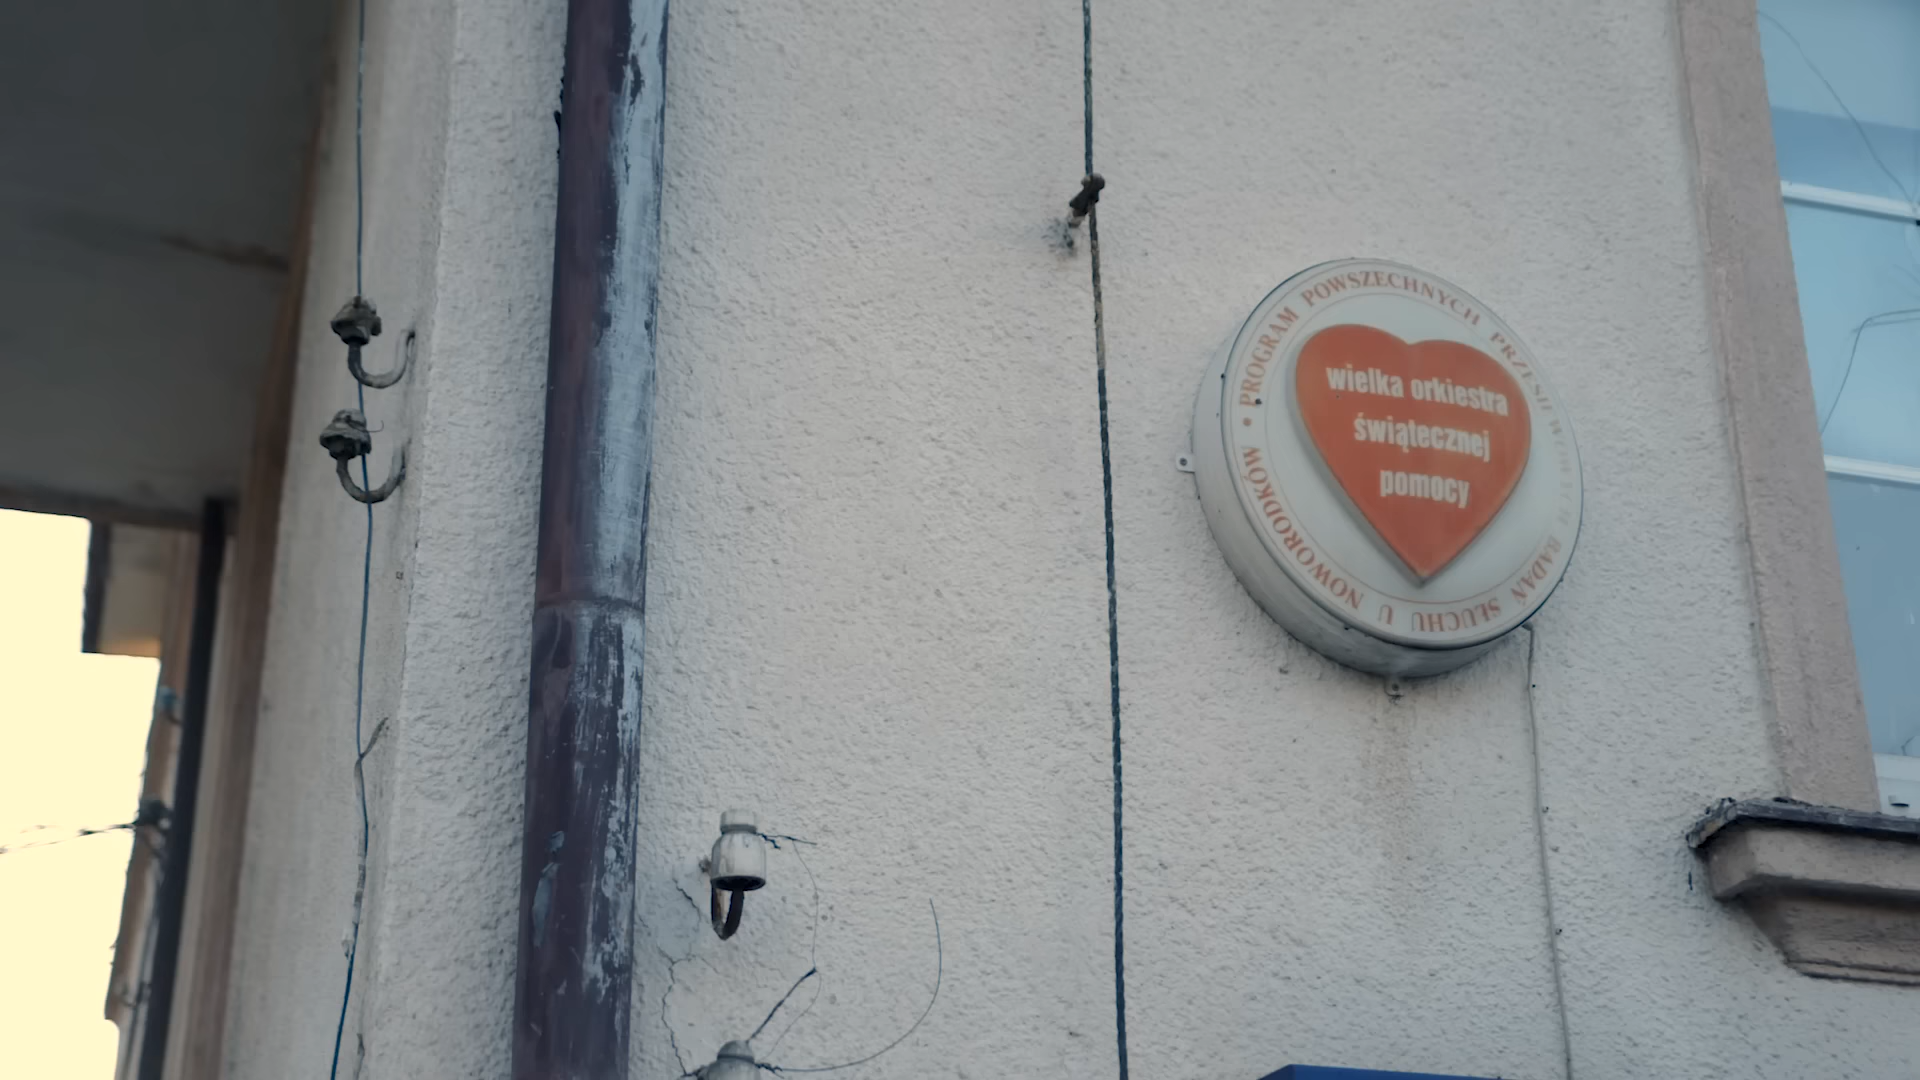 PROGRAM POWSZECHNYCH BADAŃ SŁUCHU U NOWORODKÓW
wielka orkiestra
świątecznej
pomocy